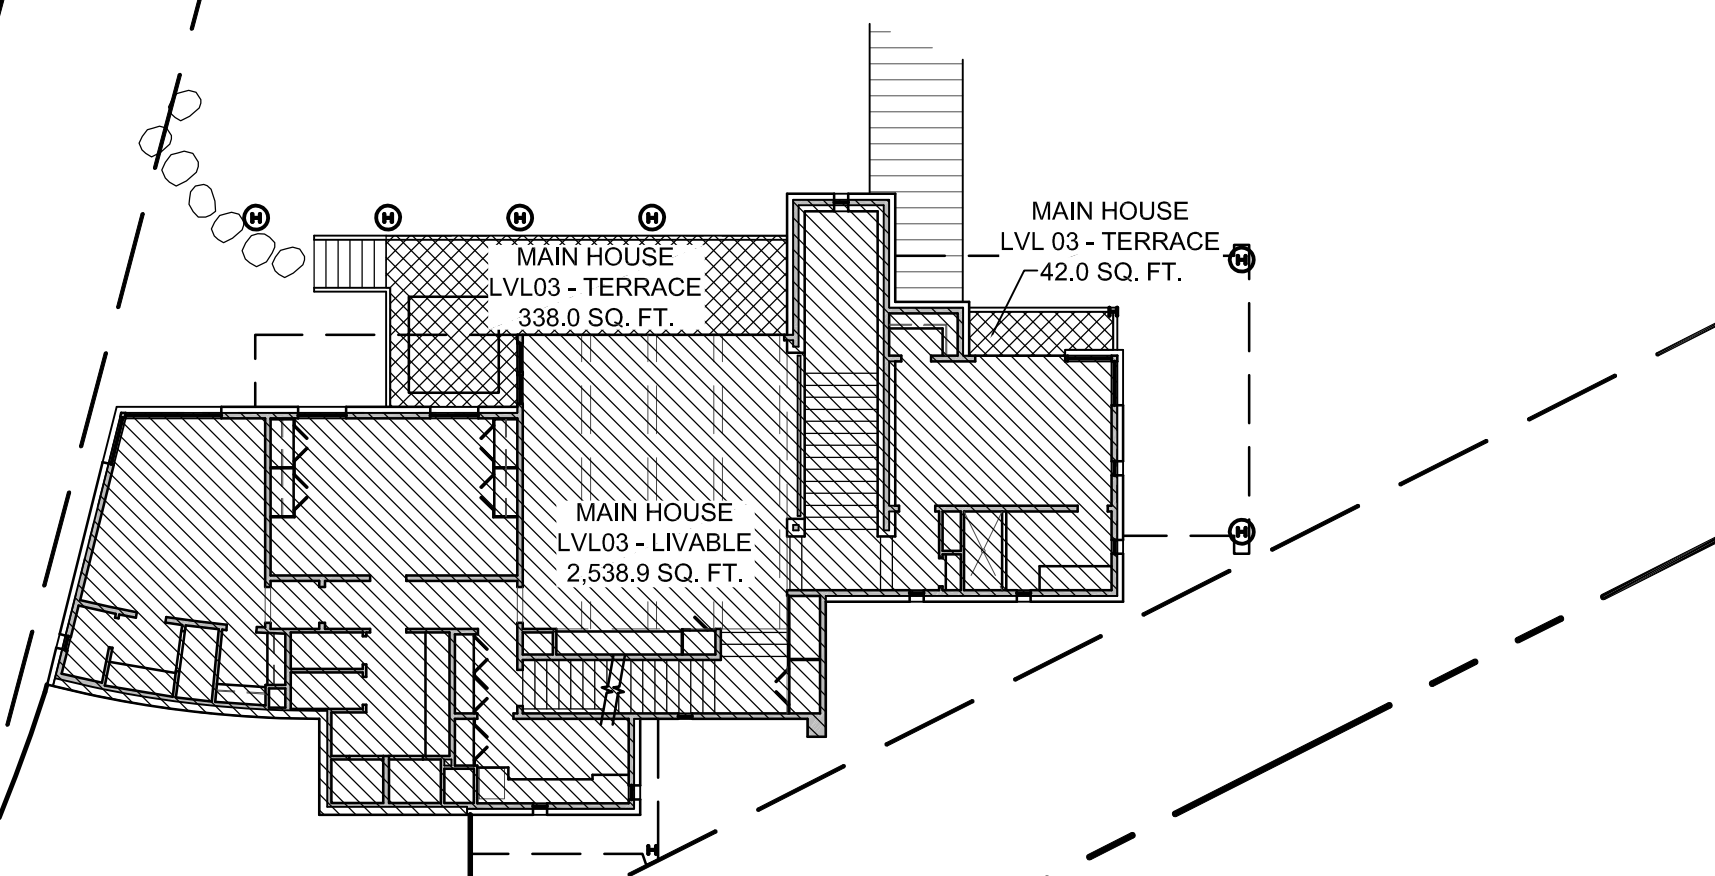 MAIN HOUSE
LVL 03 - TERRACE
42.0 SQ. FT.
H
H
H
H
MAIN HOUSE
LVL03 - TERRACE
338.0 SQ. FT.
H
MAIN HOUSE
LVL03 - LIVABLE
2,538.9 SQ. FT.
H
H